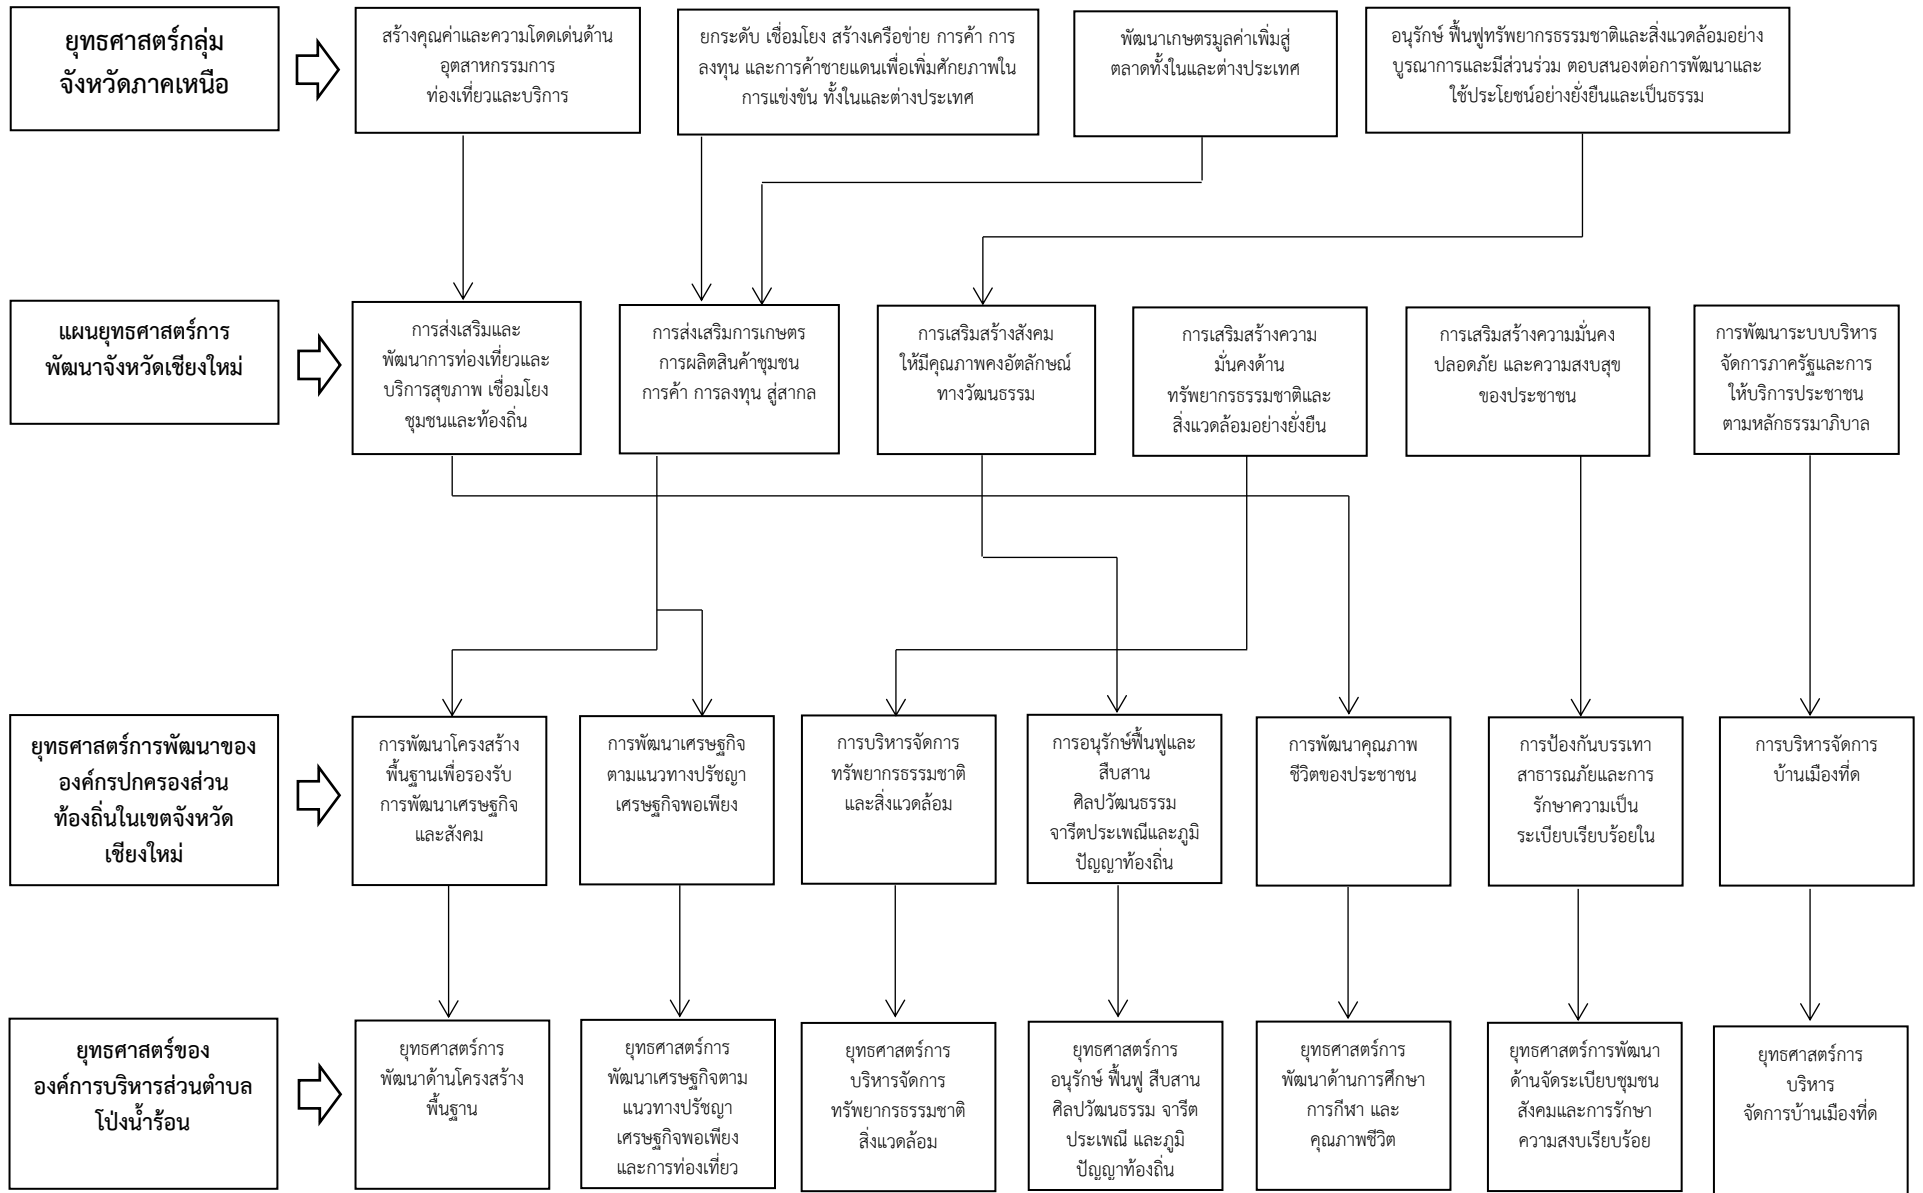 ยุทธศาสตร์กลุ่ม
จังหวัดภาคเหนือ
สร้างคุณค่าและความโดดเด่นด้าน
อุตสาหกรรมการ
ท่องเที่ยวและบริการ
ยกระดับ เชื่อมโยง สร้างเครือข่าย การค้า การ
ลงทุน และการค้าชายแดนเพื่อเพิ่มศักยภาพใน
การแข่งขัน ทั้งในและต่างประเทศ
พัฒนาเกษตรมูลค่าเพิ่มสู่
ตลาดทั้งในและต่างประเทศ
อนุรักษ์ ฟื้นฟูทรัพยากรธรรมชาติและสิ่งแวดล้อมอย่าง
บูรณาการและมีส่วนร่วม ตอบสนองต่อการพัฒนาและ
ใช้ประโยชน์อย่างยั่งยืนและเป็นธรรม
แผนยุทธศาสตร์การ
พัฒนาจังหวัดเชียงใหม่
การส่งเสริมและ
พัฒนาการท่องเที่ยวและ
บริการสุขภาพ เชื่อมโยง
ชุมชนและท้องถิ่น
การส่งเสริมการเกษตร
การผลิตสินค้าชุมชน
การค้า การลงทุน สู่สากล
การเสริมสร้างสังคม
ให้มีคุณภาพคงอัตลักษณ์
ทางวัฒนธรรม
การเสริมสร้างความ
มั่นคงด้าน
ทรัพยากรธรรมชาติและ
สิ่งแวดล้อมอย่างยั่งยืน
การเสริมสร้างความมั่นคง
ปลอดภัย และความสงบสุข
ของประชาชน
การพัฒนาระบบบริหาร
จัดการภาครัฐและการ
ให้บริการประชาชน
ตามหลักธรรมาภิบาล
ยุทธศาสตร์การพัฒนาของ
องค์กรปกครองส่วน
ท้องถิ่นในเขตจังหวัด
เชียงใหม่
การพัฒนาโครงสร้าง
พื้นฐานเพื่อรองรับ
การพัฒนาเศรษฐกิจ
และสังคม
การพัฒนาเศรษฐกิจ
ตามแนวทางปรัชญา
เศรษฐกิจพอเพียง
การบริหารจัดการ
ทรัพยากรธรรมชาติ
และสิ่งแวดล้อม
การอนุรักษ์ฟื้นฟูและ
สืบสาน
ศิลปวัฒนธรรม
จารีตประเพณีและภูมิ
ปัญญาท้องถิ่น
การพัฒนาคุณภาพ
ชีวิตของประชาชน
การป้องกันบรรเทา
สาธารณภัยและการ
รักษาความเป็น
ระเบียบเรียบร้อยใน
การบริหารจัดการ
บ้านเมืองที่ด
ยุทธศาสตร์ของ
องค์การบริหารส่วนตำบล
โป่งน้ำร้อน
ยุทธศาสตร์การ
พัฒนาด้านโครงสร้าง
พื้นฐาน
ยุทธศาสตร์การ
พัฒนาเศรษฐกิจตาม
แนวทางปรัชญา
เศรษฐกิจพอเพียง
และการท่องเที่ยว
ยุทธศาสตร์การ
บริหารจัดการ
ทรัพยากรธรรมชาติ
สิ่งแวดล้อม
ยุทธศาสตร์การ
อนุรักษ์ ฟื้นฟู สืบสาน
ศิลปวัฒนธรรม จารีต
ประเพณี และภูมิ
ปัญญาท้องถิ่น
ยุทธศาสตร์การ
พัฒนาด้านการศึกษา
การกีฬา และ
คุณภาพชีวิต
ยุทธศาสตร์การพัฒนา
ด้านจัดระเบียบชุมชน
สังคมและการรักษา
ความสงบเรียบร้อย
ยุทธศาสตร์การ
บริหาร
จัดการบ้านเมืองที่ด